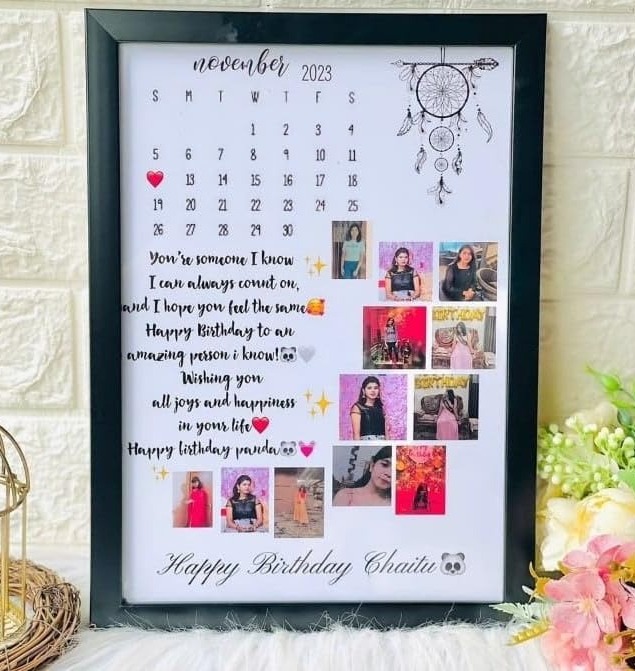 november 2023
S M T W T F S
1 2 3 4
5 6 7 8 9 10 11
❤️ 13 14 15 16 17 18
19 20 21 22 23 24 25
26 27 28 29 30
You're someone I know ✨
I can always count on,
and I hope you feel the same🥰
Happy Birthday to an
amazing person i know!🐼🤍
Wishing you
all joys and happiness ✨
in your life❤️
Happy birthday panda🐼💓
✨
BIRTHDAY
BIRTHDAY
Happy Birthday Chaitu🐼